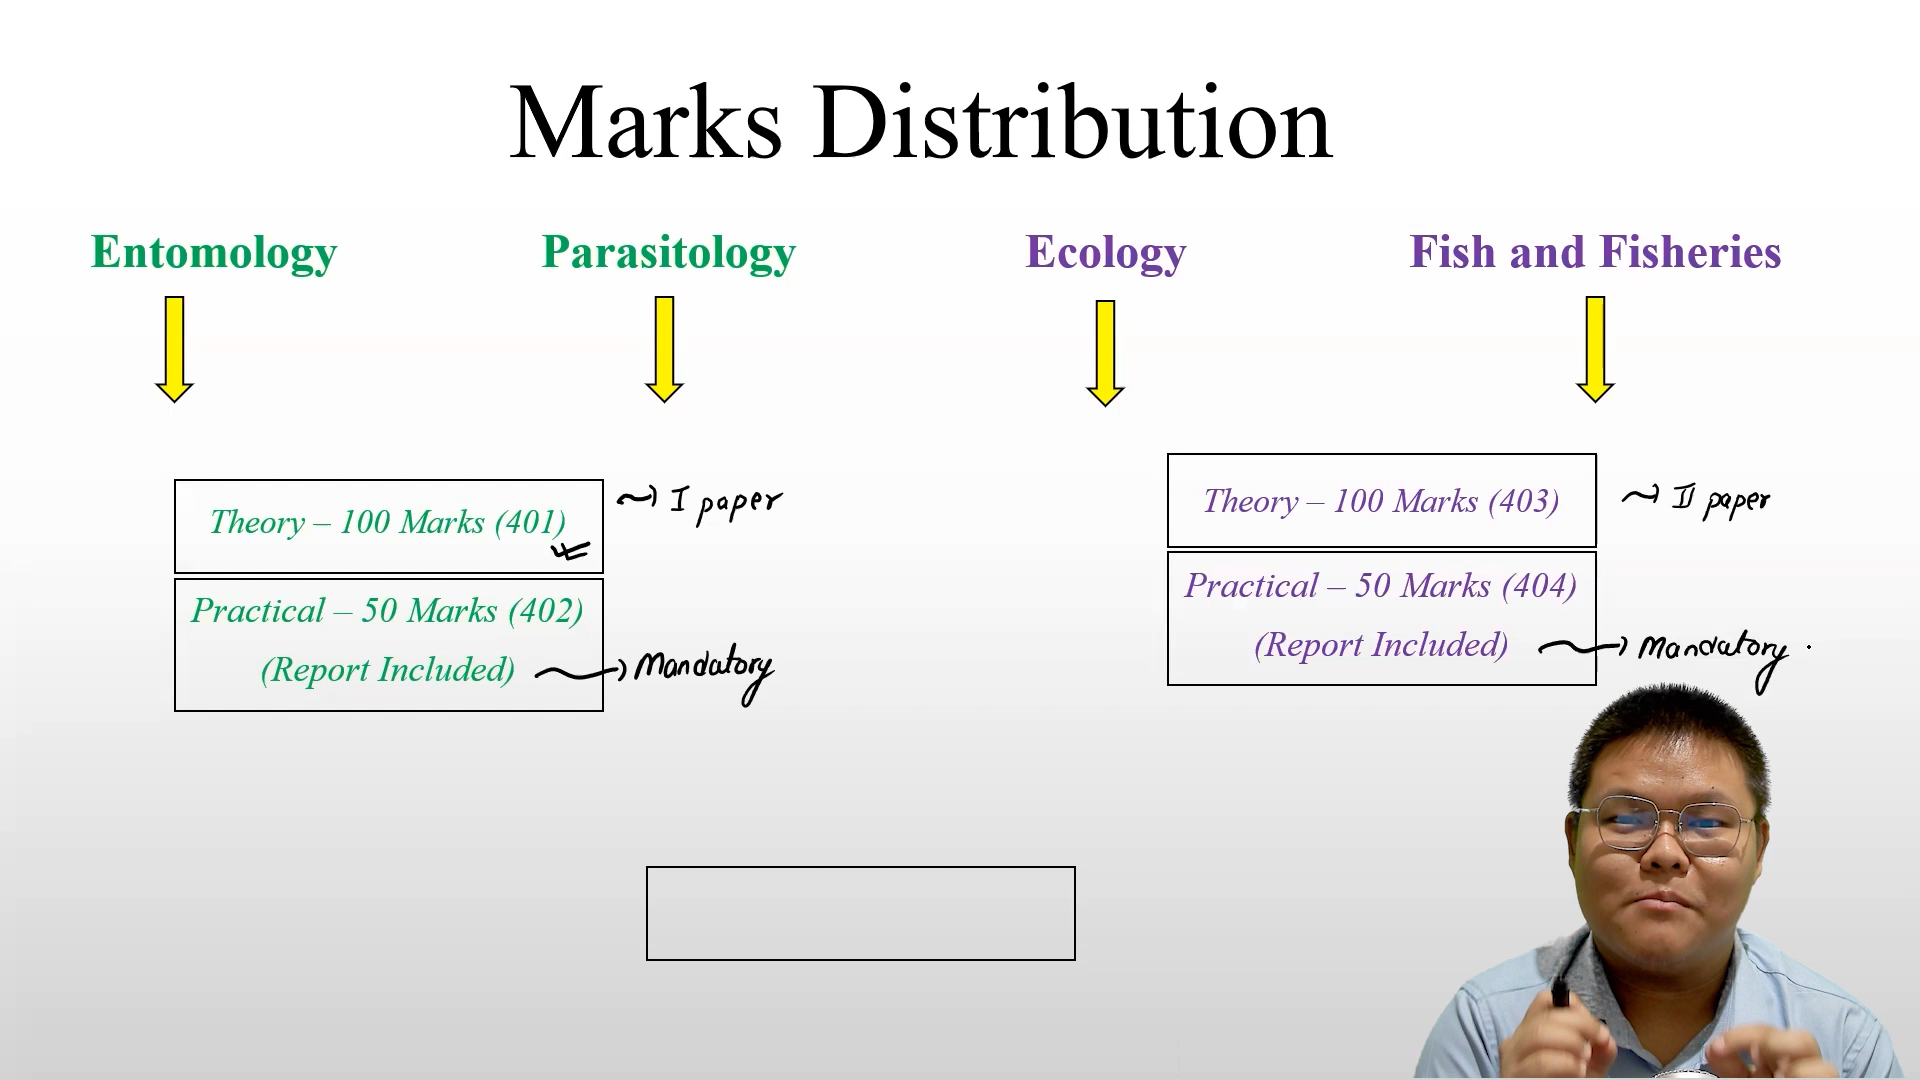 Marks Distribution
Entomology
Parasitology
Ecology
Fish and Fisheries
Theory – 100 Marks (401)
I paper
Practical – 50 Marks (402)
(Report Included)
Mandatory
Theory – 100 Marks (403)
II paper
Practical – 50 Marks (404)
(Report Included)
Mandatory